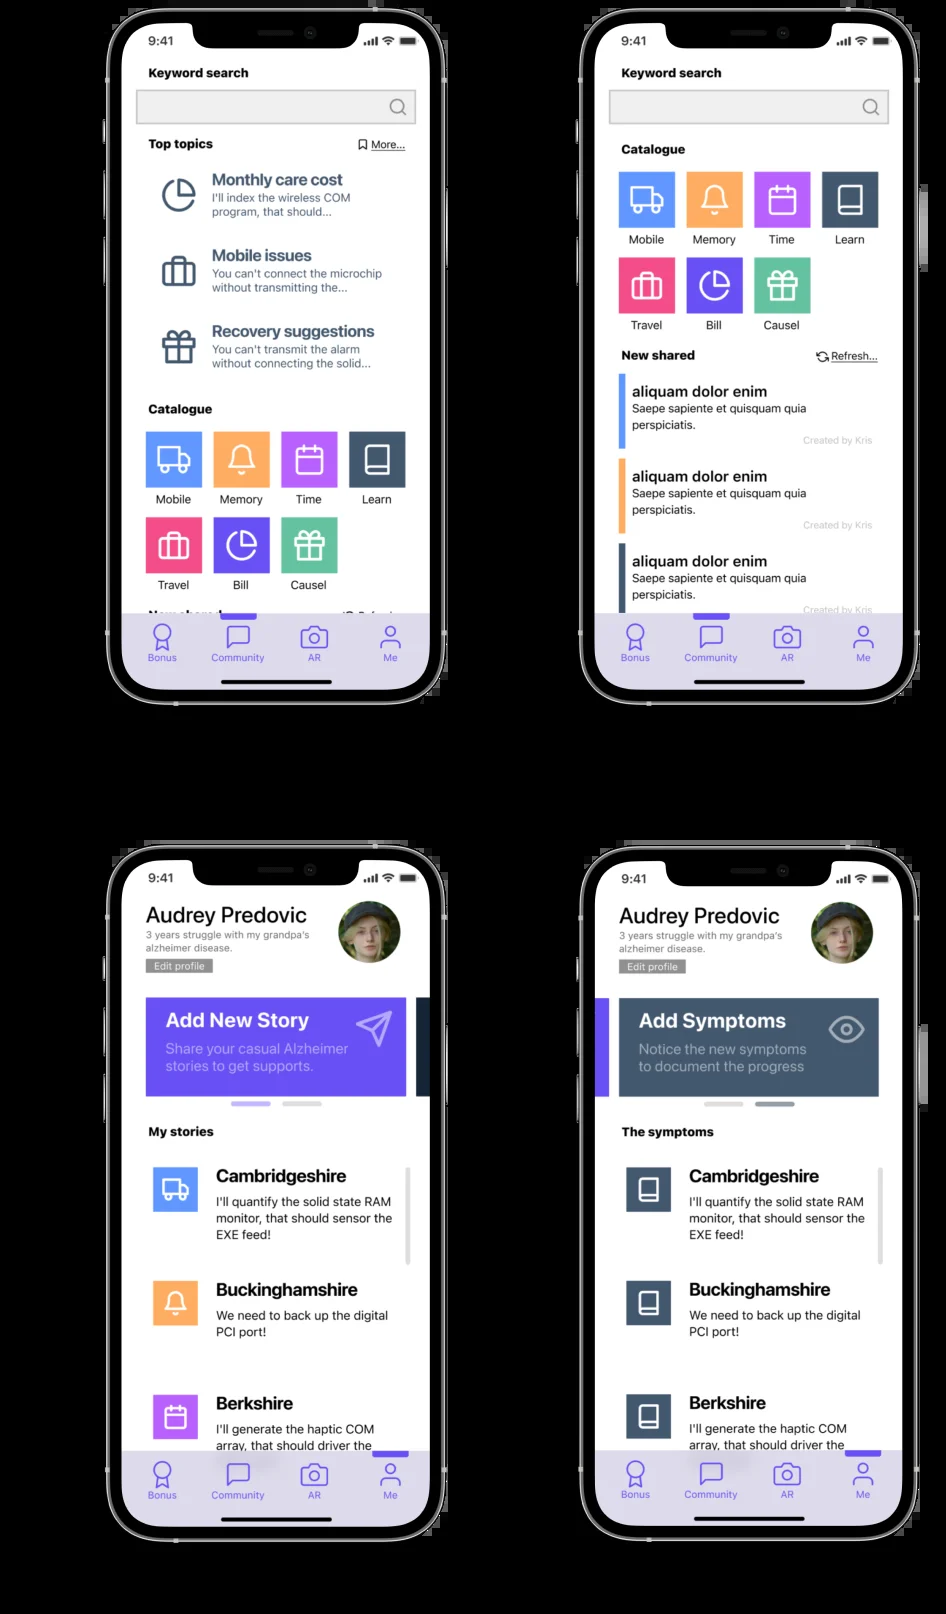 9:41
Keyword search
Top topics
More...
Monthly care cost
I'll index the wireless COM
program, that should...
Mobile issues
You can't connect the microchip
without transmitting the...
Recovery suggestions
You can't transmit the alarm
without connecting the solid...
Catalogue
Mobile Memory Time Learn
Travel Bill Causel
Bonus Community AR Me
9:41
Keyword search
Catalogue
Mobile Memory Time Learn
Travel Bill Causel
New shared
Refresh...
aliquam dolor enim
Saepe sapiente et quisquam quia
perspiciatis.
Created by Kris
aliquam dolor enim
Saepe sapiente et quisquam quia
perspiciatis.
Created by Kris
aliquam dolor enim
Saepe sapiente et quisquam quia
perspiciatis.
Created by Kris
Bonus Community AR Me
9:41
Audrey Predovic
3 years struggle with my grandpa's
alzheimer disease.
Edit profile
Add New Story
Share your casual Alzheimer
stories to get supports.
My stories
Cambridgeshire
I'll quantify the solid state RAM
monitor, that should sensor the
EXE feed!
Buckinghamshire
We need to back up the digital
PCI port!
Berkshire
I'll generate the haptic COM
array, that should driver the
Bonus Community AR Me
9:41
Audrey Predovic
3 years struggle with my grandpa's
alzheimer disease.
Edit profile
Add Symptoms
Notice the new symptoms
to document the progress
The symptoms
Cambridgeshire
I'll quantify the solid state RAM
monitor, that should sensor the
EXE feed!
Buckinghamshire
We need to back up the digital
PCI port!
Berkshire
I'll generate the haptic COM
array, that should driver the
Bonus Community AR Me